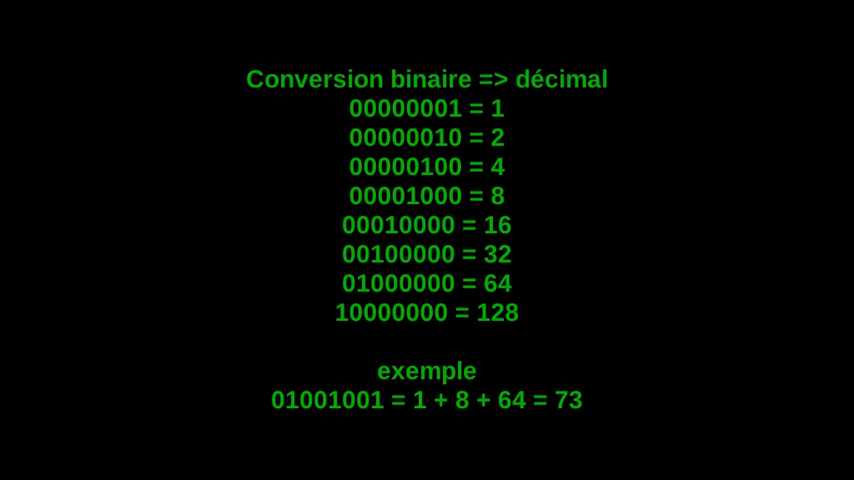 Conversion binaire => décimal
00000001 = 1
00000010 = 2
00000100 = 4
00001000 = 8
00010000 = 16
00100000 = 32
01000000 = 64
10000000 = 128
exemple
01001001 = 1 + 8 + 64 = 73